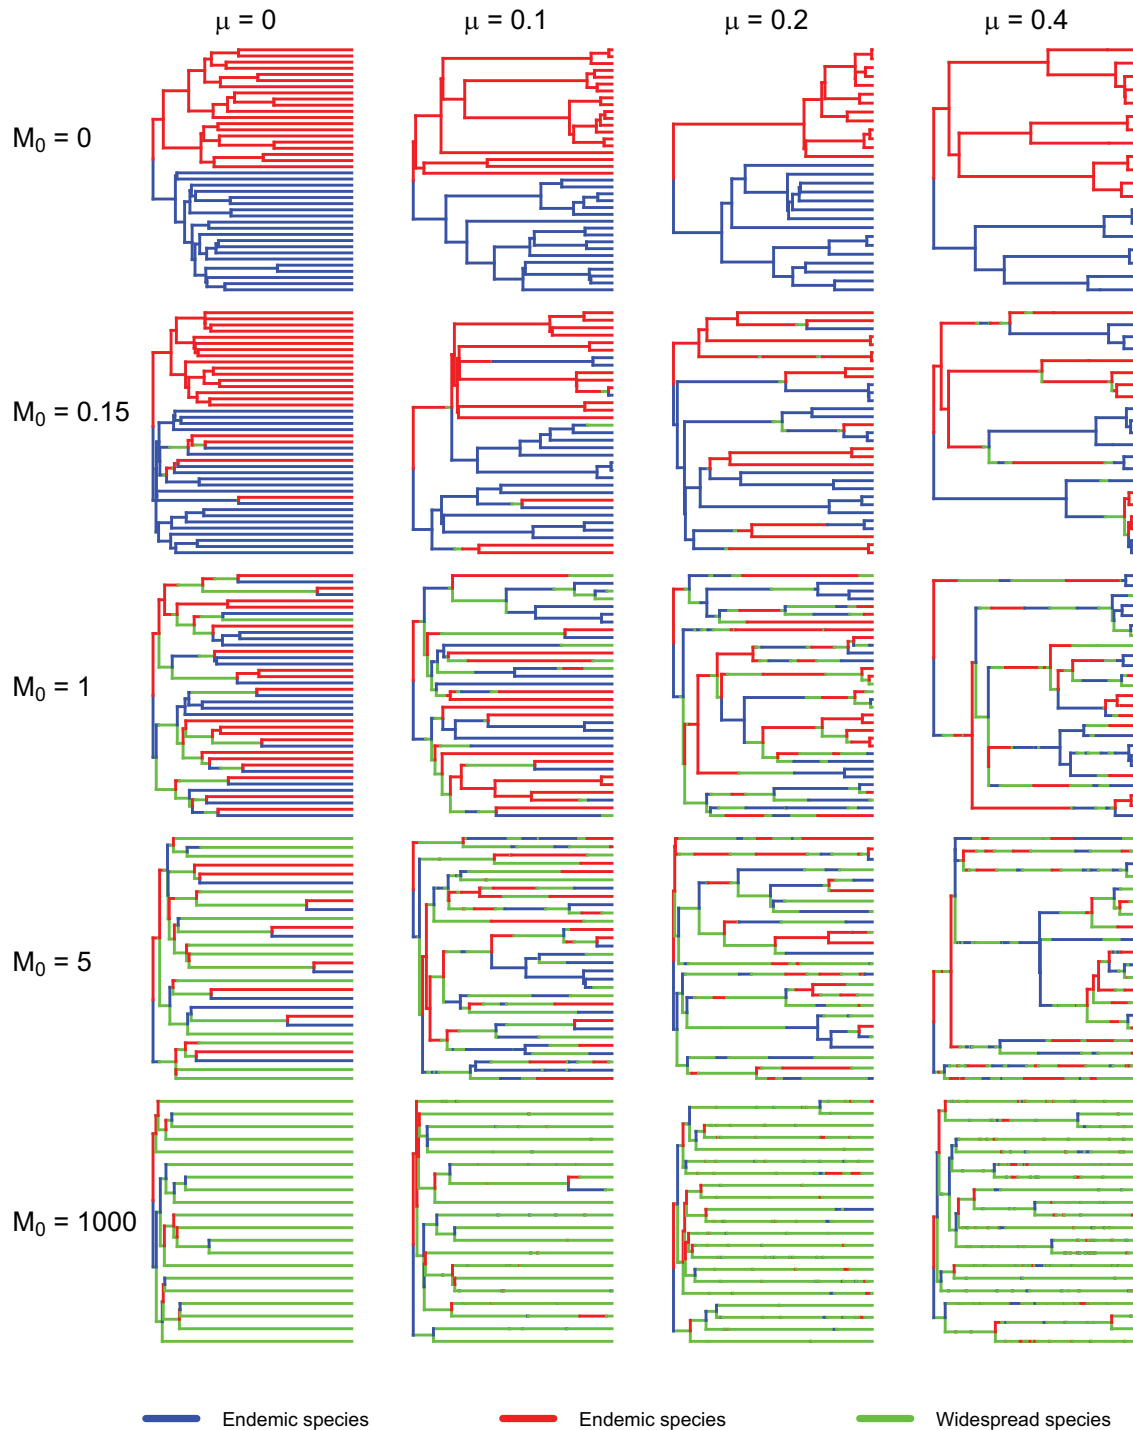 μ = 0 μ = 0.1 μ = 0.2 μ = 0.4
M₀ = 0
M₀ = 0.15
M₀ = 1
M₀ = 5
M₀ = 1000
Endemic species Endemic species Widespread species